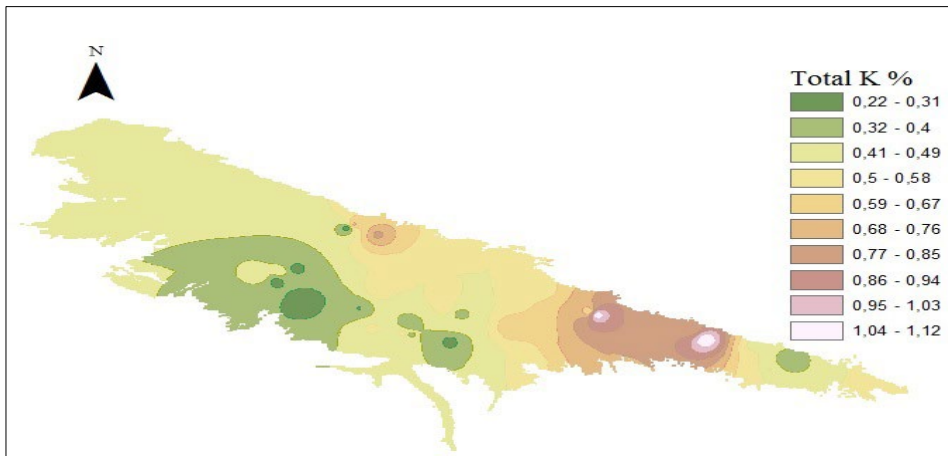 N
Total K %
0,22 - 0,31
0,32 - 0,4
0,41 - 0,49
0,5 - 0,58
0,59 - 0,67
0,68 - 0,76
0,77 - 0,85
0,86 - 0,94
0,95 - 1,03
1,04 - 1,12